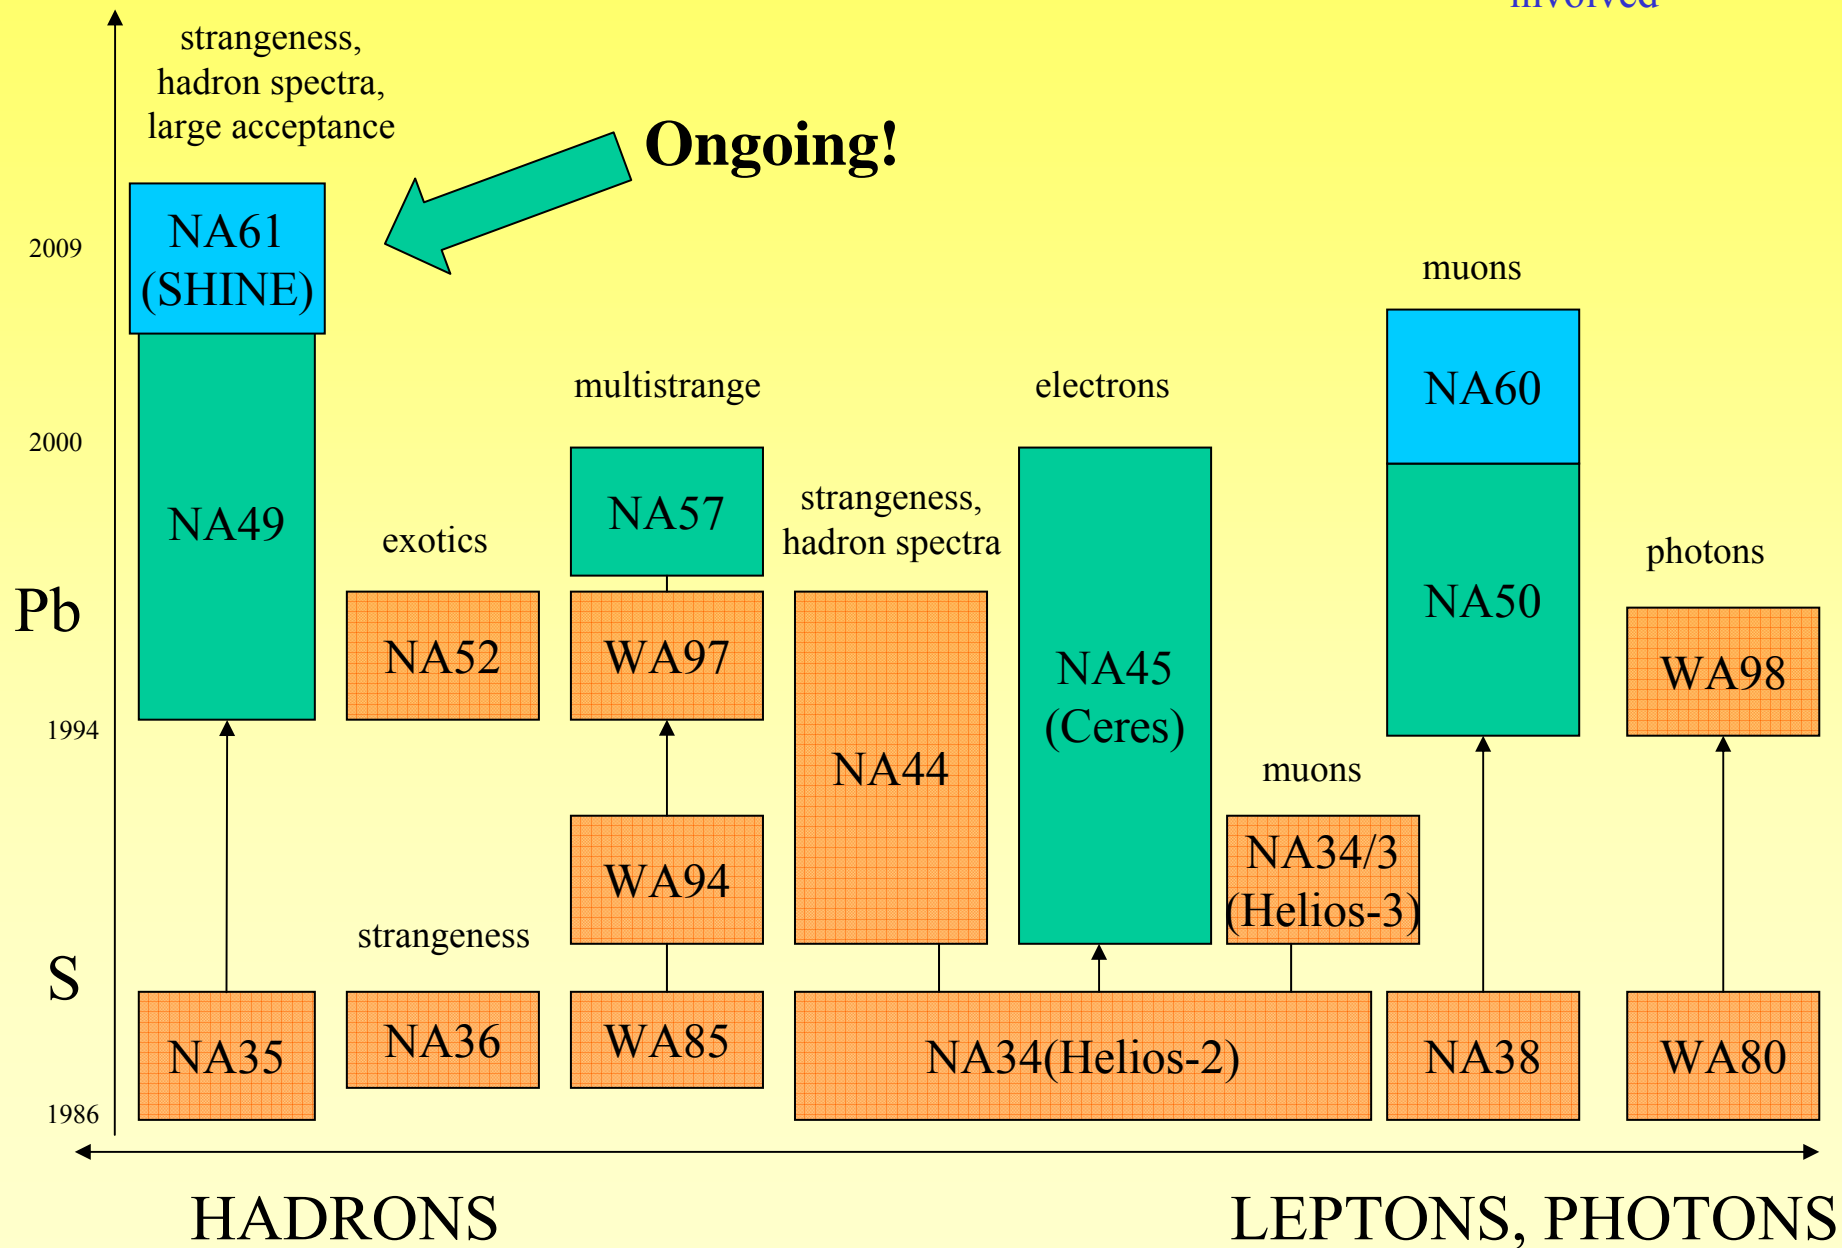 involved
strangeness,
hadron spectra,
large acceptance
Ongoing!
NA61
(SHINE)
2009
muons
multistrange
electrons
NA60
2000
NA49
exotics
NA57
strangeness,
hadron spectra
photons
Pb
NA52
WA97
NA45
(Ceres)
NA50
WA98
1994
NA44
muons
WA94
NA34/3
(Helios-3)
strangeness
S
NA35
NA36
WA85
NA34(Helios-2)
NA38
WA80
1986
HADRONS
LEPTONS, PHOTONS